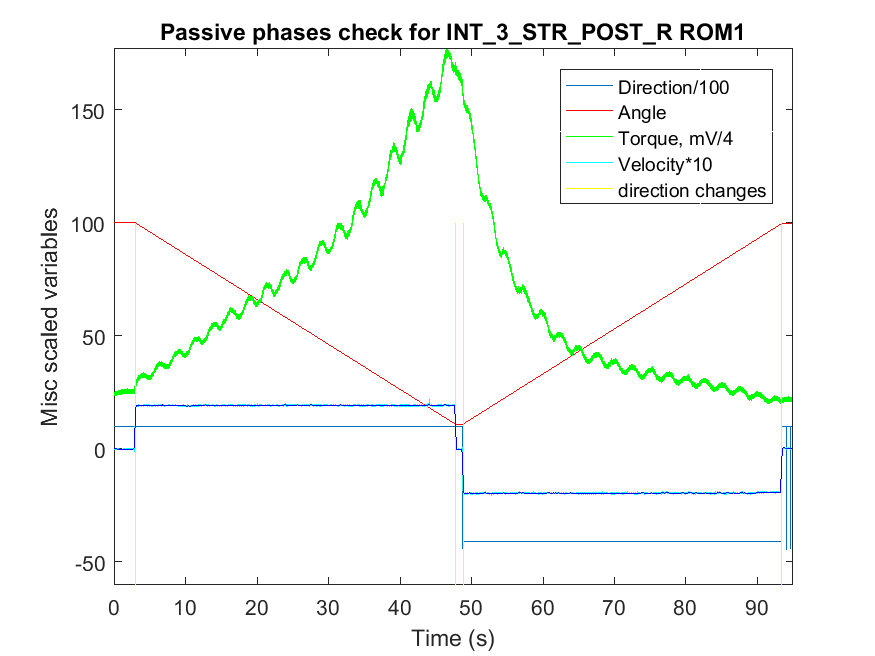 Passive phases check for INT_3_STR_POST_R ROM1
Direction/100
Angle
Torque, mV/4
Velocity*10
direction changes
150
100
50
0
-50
Misc scaled variables
0 10 20 30 40 50 60 70 80 90
Time (s)